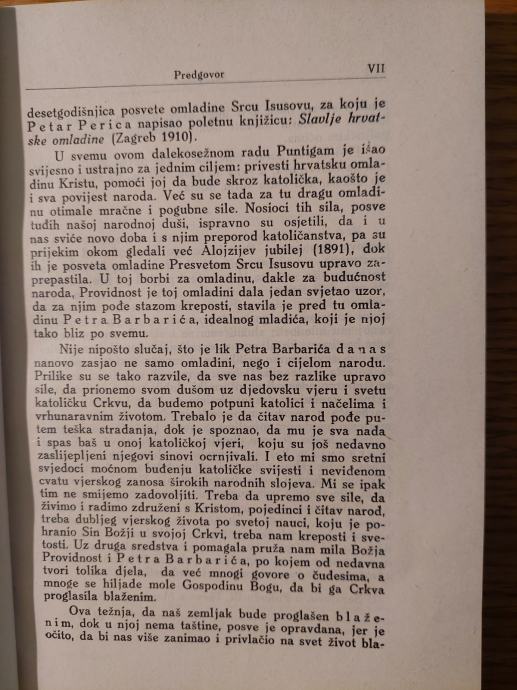 Predgovor
VII
desetgodišnjica posvete omladine Srcu Isusovu, za koju je
Petar Perica napisao poletnu knjižicu: Slavlje hrvat-
ske omladine (Zagreb 1910).
U svemu ovom dalekosežnom radu Puntigam je išao
svijesno i ustrajno za jednim ciljem: privesti hrvatsku omla-
dinu Kristu, pomoći joj da bude skroz katolička, kaošto je
i sva povijest naroda. Već su se tada za tu dragu omladi-
nu otimale mračne i pogubne sile. Nosioci tih sila, posve
tuđih našoj narodnoj duši, ispravno su osjetili, da i u
nas sviće novo doba i s njim preporod katoličanstva, pa su
prijekim okom gledali već Alojzijev jubilej (1891), dok
ih je posveta omladine Presvetom Srcu Isusovu upravo za-
prepastila. U toj borbi za omladinu, dakle za budućnost
naroda, Providnost je toj omladini dala jedan svjetao uzor,
da za njim pođe stazom kreposti, stavila je pred tu omla-
dinu Petra Barbarića, idealnog mladića, koji je njoj
tako bliz po svemu.
Nije nipošto slučaj, što je lik Petra Barbarića danas
nanovo zasjao ne samo omladini, nego i cijelom narodu.
Prilike su se tako razvile, da sve nas bez razlike upravo
sile, da prionemo svom dušom uz djedovsku vjeru i svetu
katoličku Crkvu, da budemo potpuni katolici i načelima i
vrhunaravnim životom. Trebalo je da čitav narod pođe pu-
tem teška stradanja, dok je spoznao, da mu je sva nada
i spas baš u onoj katoličkoj vjeri, koju su još nedavno
zaslijepljeni njegovi sinovi ocrnjivali. I eto mi smo sretni
svjedoci moćnom buđenju katoličke svijesti i neviđenom
cvatu vjerskog zanosa širokih narodnih slojeva. Mi se ipak
tim ne smijemo zadovoljiti. Treba da upremo sve sile, da
živimo i radimo združeni s Kristom, pojedinci i čitav narod,
treba dubljeg vjerskog života po svetoj nauci, koju je po-
hranio Sin Božji u svojoj Crkvi, treba nam kreposti i sve-
tosti. Uz druga sredstva i pomagala pruža nam mila Božja
Providnost i Petra Barbarića, po kojem od nedavna
tvori tolika djela, da već mnogi govore o čudesima, a
mnoge se hiljade mole Gospodinu Bogu, da bi ga Crkva
proglasila blaženim.
Ova težnja, da naš zemljak bude proglašen blaže-
nim, dok u njoj nema taštine, posve je opravdana, jer je
očito, da bi nas više zanimao i privlačio na svet život bla-